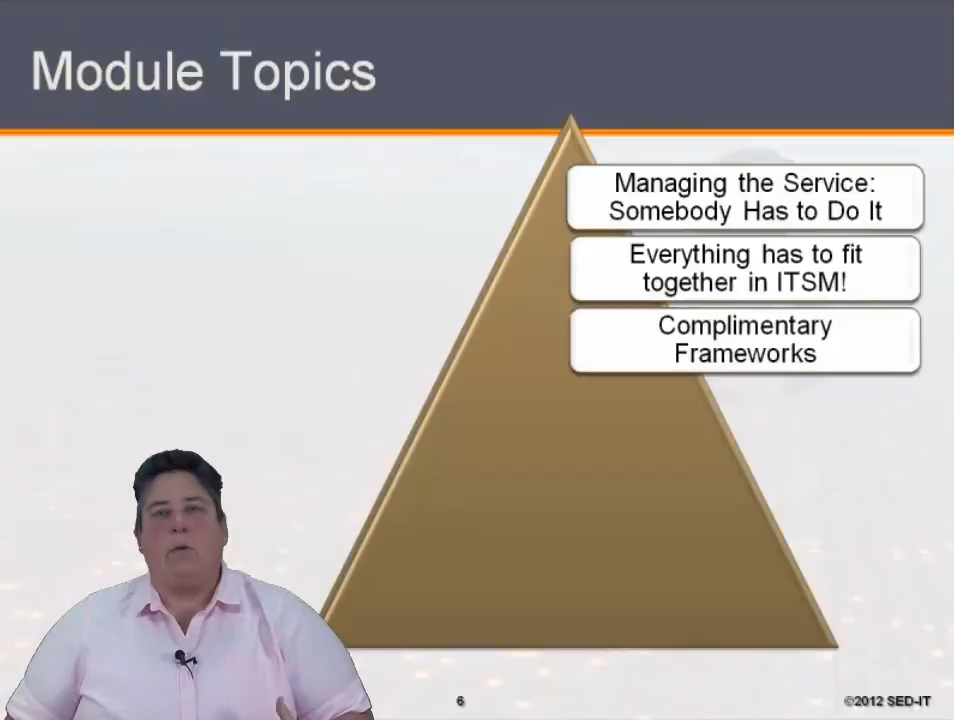 Module Topics
Managing the Service:
Somebody Has to Do It
Everything has to fit
together in ITSM!
Complimentary
Frameworks
6
©2012 SED-IT